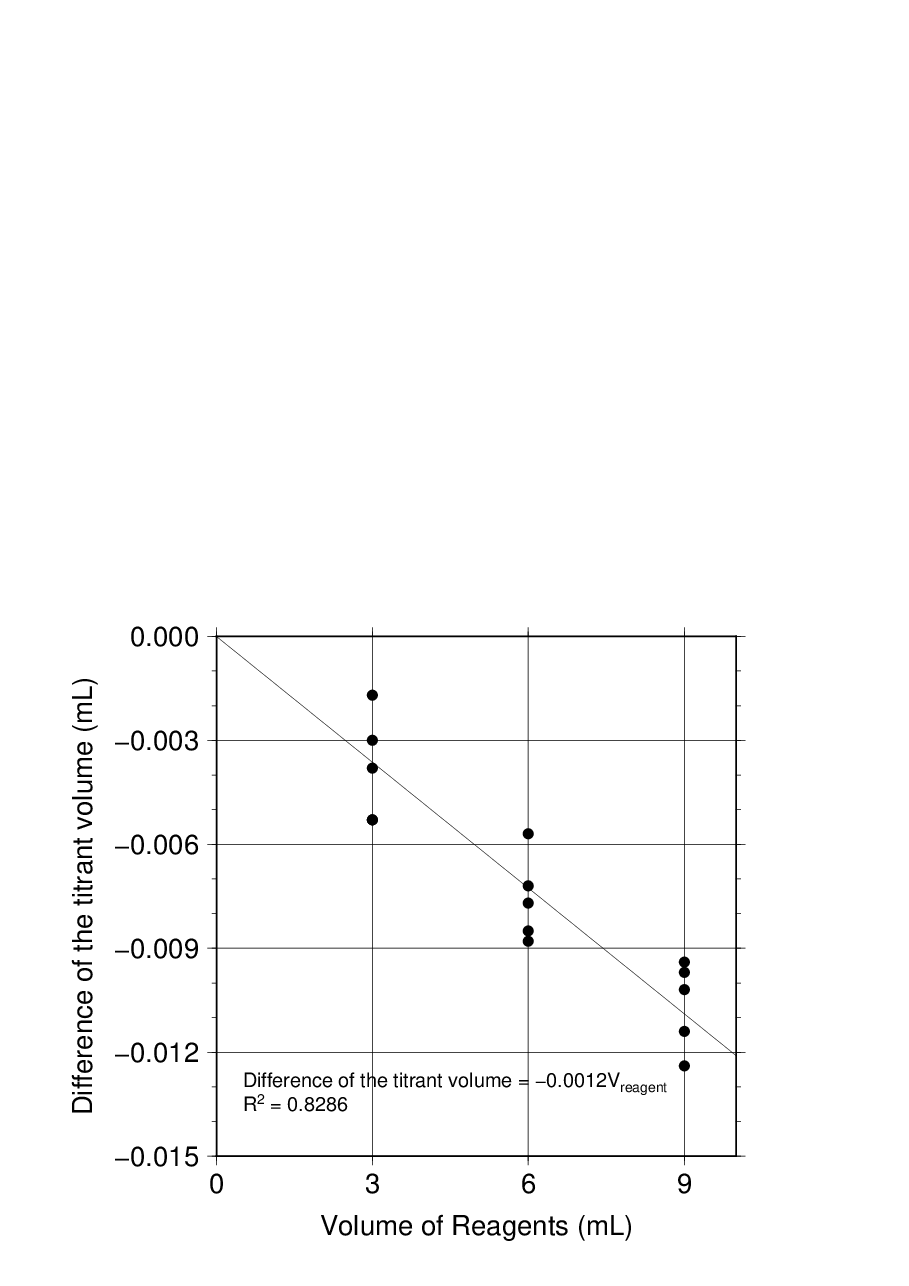 0.000
−0.003
−0.006
−0.009
−0.012
−0.015
Difference of the titrant volume (mL)
Difference of the titrant volume = −0.0012Vreagent
R2 = 0.8286
0 3 6 9
Volume of Reagents (mL)